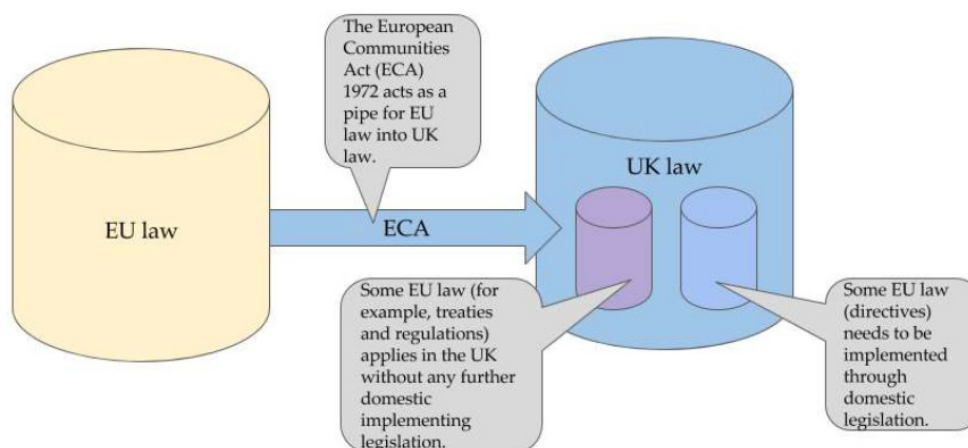 The European
Communities
Act (ECA)
1972 acts as a
pipe for EU
law into UK
law.
EU law
ECA
UK law
Some EU law (for
example, treaties
and regulations)
applies in the UK
without any further
domestic
implementing
legislation.
Some EU law
(directives)
needs to be
implemented
through
domestic
legislation.